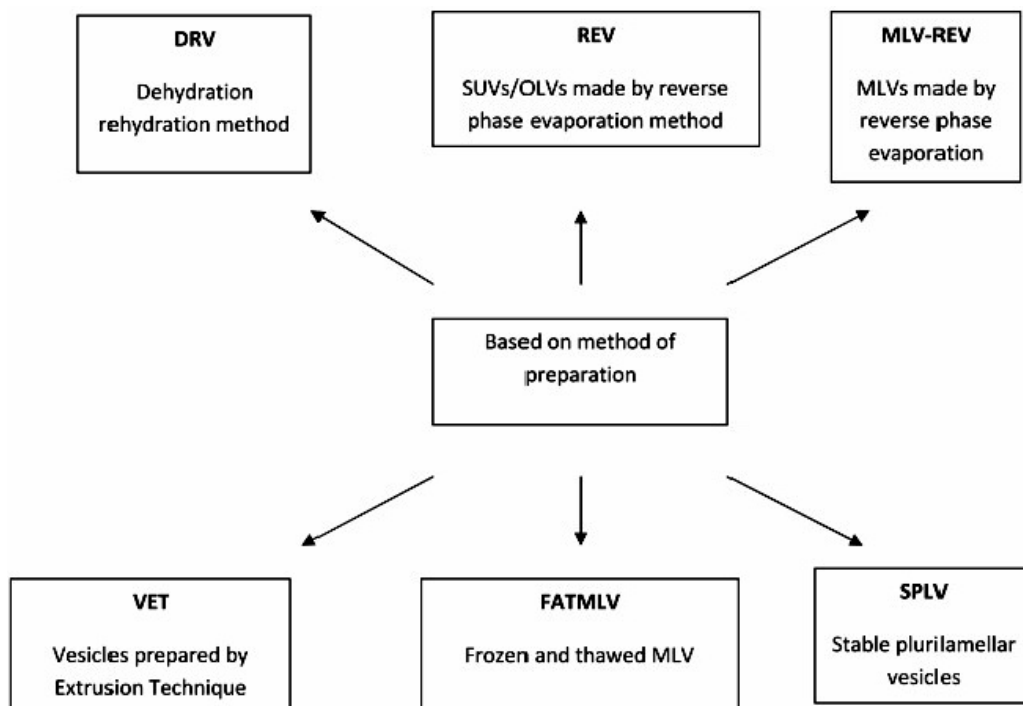 DRV
Dehydration
rehydration method
REV
SUVs/OLVs made by reverse
phase evaporation method
MLV-REV
MLVs made by
reverse phase
evaporation
Based on method of
preparation
VET
Vesicles prepared by
Extrusion Technique
FATMLV
Frozen and thawed MLV
SPLV
Stable plurilamellar
vesicles